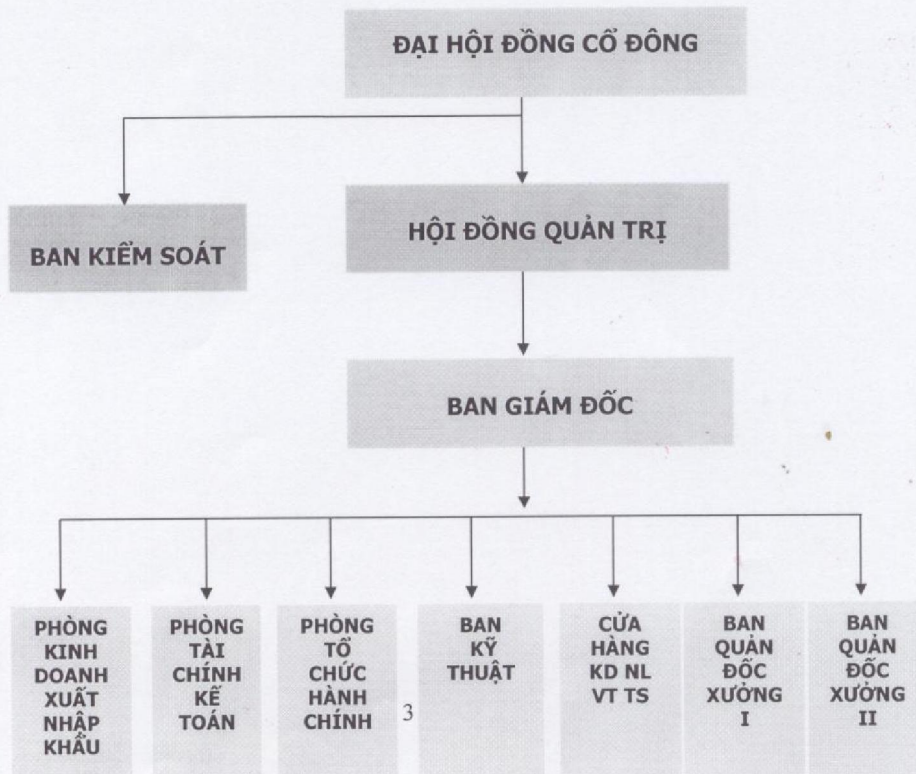 ĐẠI HỘI ĐỒNG CỔ ĐÔNG
BAN KIỂM SOÁT
HỘI ĐỒNG QUẢN TRỊ
BAN GIÁM ĐỐC
PHÒNG
KINH
DOANH
XUẤT
NHẬP
KHẨU
PHÒNG
TÀI
CHÍNH
KẾ
TOÁN
PHÒNG
TỔ
CHỨC
HÀNH
CHÍNH
BAN
KỸ
THUẬT
CỬA
HÀNG
KD NL
VT TS
BAN
QUẢN
ĐỐC
XƯỞNG
I
BAN
QUẢN
ĐỐC
XƯỞNG
II
3